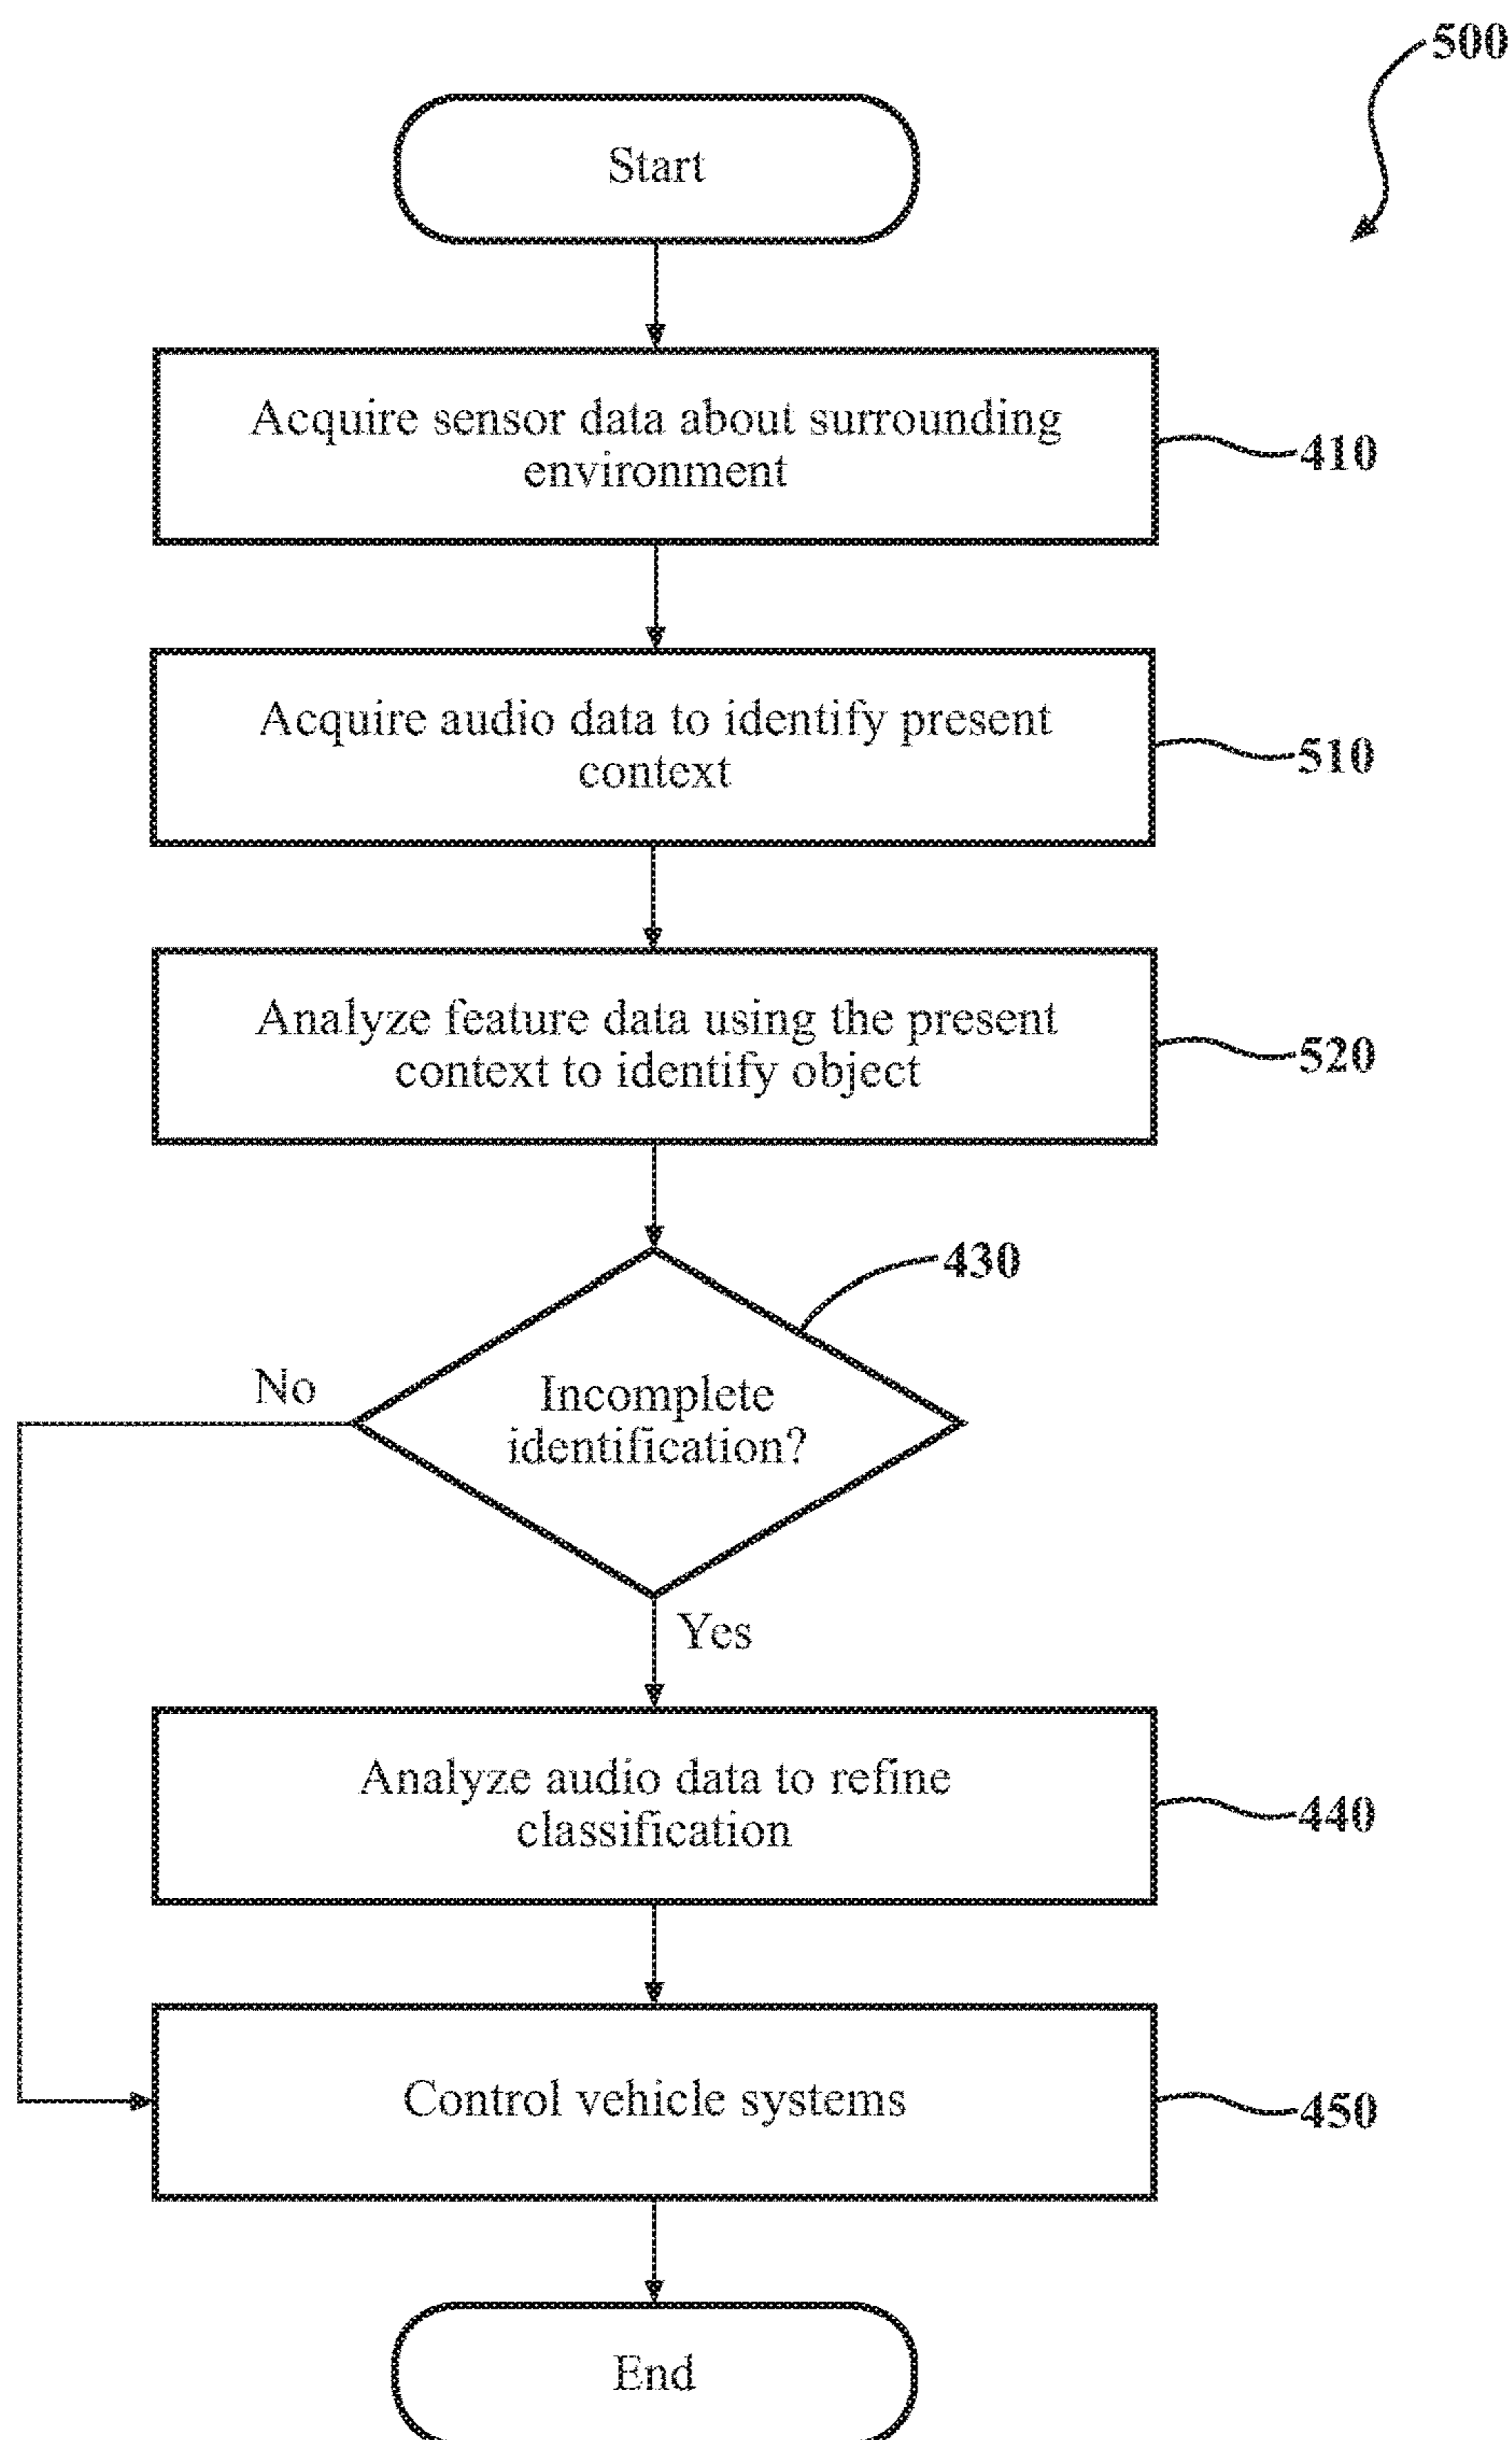 500
Start
Acquire sensor data about surrounding
environment
410
Acquire audio data to identify present
context
510
Analyze feature data using the present
context to identify object
520
430
No
Incomplete
identification?
Yes
Analyze audio data to refine
classification
440
Control vehicle systems
450
End